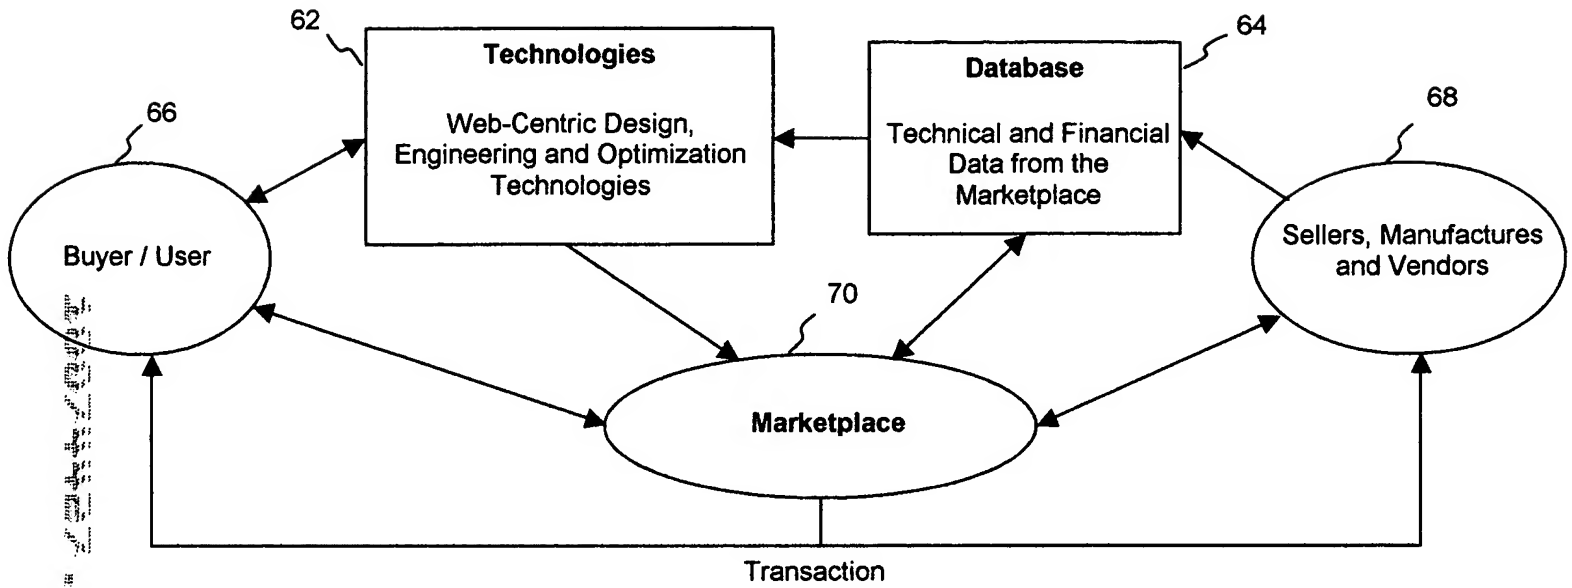 62
Technologies
Web-Centric Design,
Engineering and Optimization
Technologies
64
Database
Technical and Financial
Data from the
Marketplace
66
Buyer / User
68
Sellers, Manufactures
and Vendors
70
Marketplace
Transaction